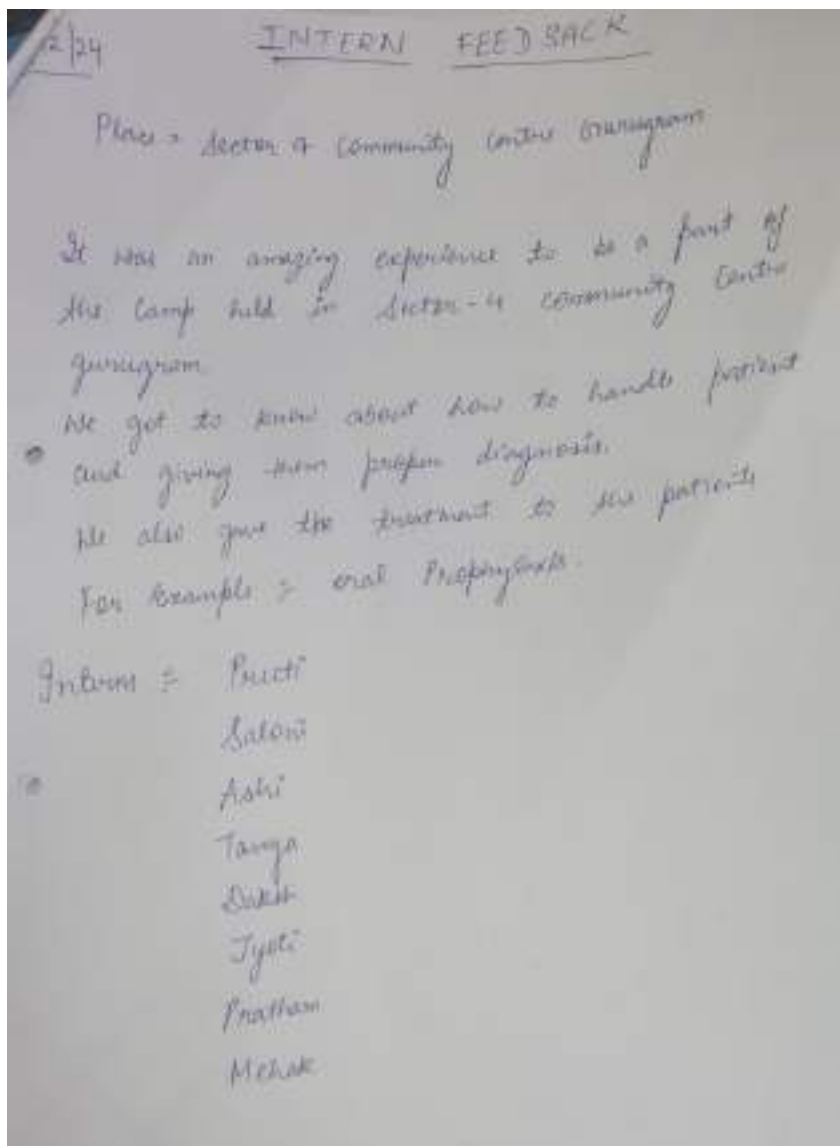 2/24
INTERN FEEDBACK
Place = Sector 4 community centre Gurugram
It was an amazing experience to be a part of
the Camp held in Sector-4 community centre
gurugram
We got to know about how to handle patient
and giving them proper diagnosis.
We also gave the treatment to the patients
For Example :- oral Prophylaxis.
Intern :- Preeti
Saloni
Ashi
Tanya
Daksh
Jyoti
Pratham
Mehak